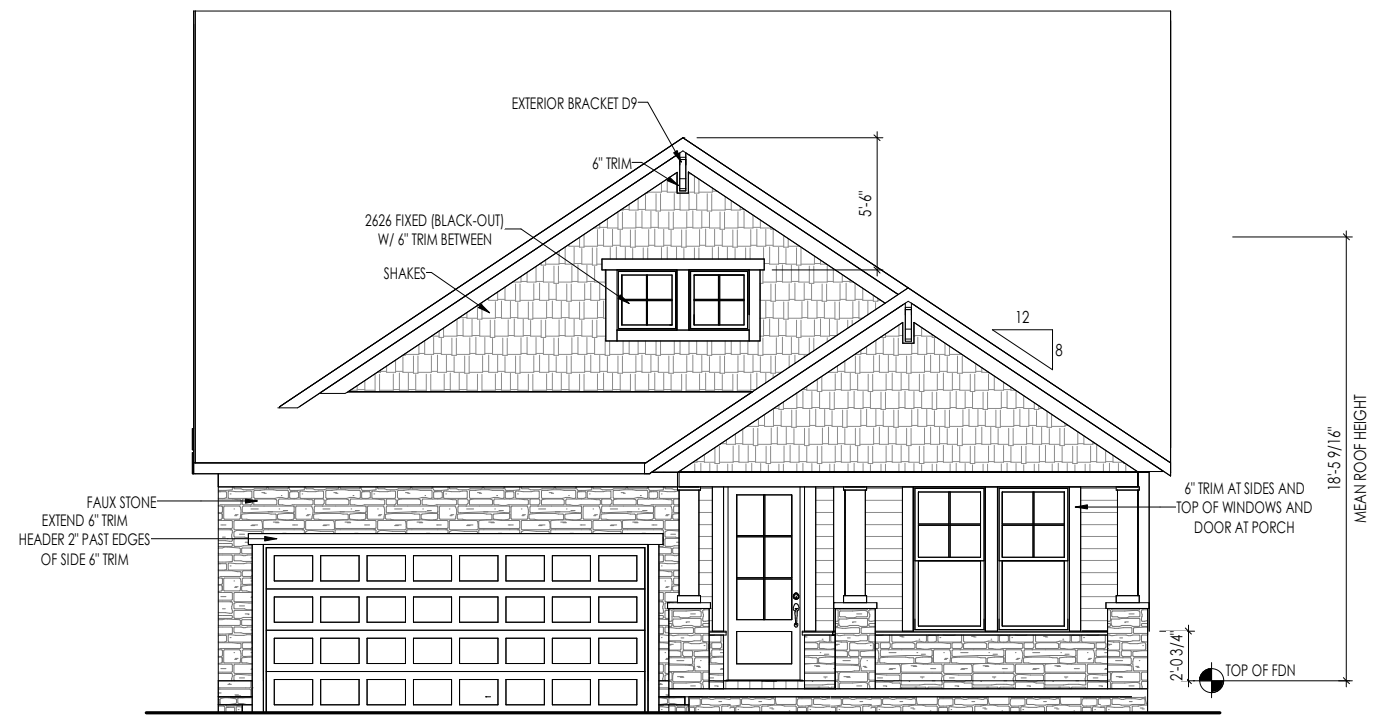 EXTERIOR BRACKET D9
6" TRIM
5'-6"
2626 FIXED (BLACK-OUT)
W/ 6" TRIM BETWEEN
SHAKES
12
8
18'-5 9/16"
MEAN ROOF HEIGHT
FAUX STONE
EXTEND 6" TRIM
HEADER 2" PAST EDGES
OF SIDE 6" TRIM
6" TRIM AT SIDES AND
TOP OF WINDOWS AND
DOOR AT PORCH
2'-0 3/4"
TOP OF FDN